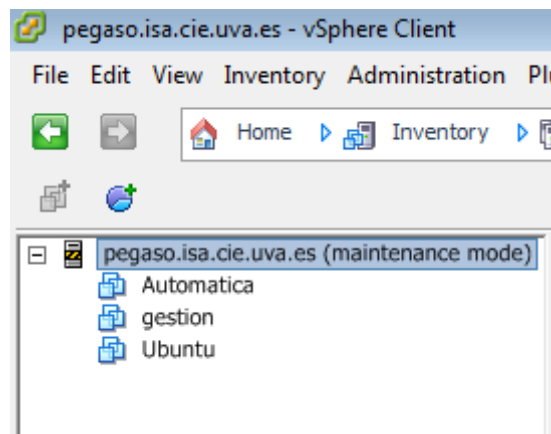 pegaso.isa.cie.uva.es - vSphere Client
File Edit View Inventory Administration
Home Inventory
pegaso.isa.cie.uva.es (maintenance mode)
Automatica
gestion
Ubuntu